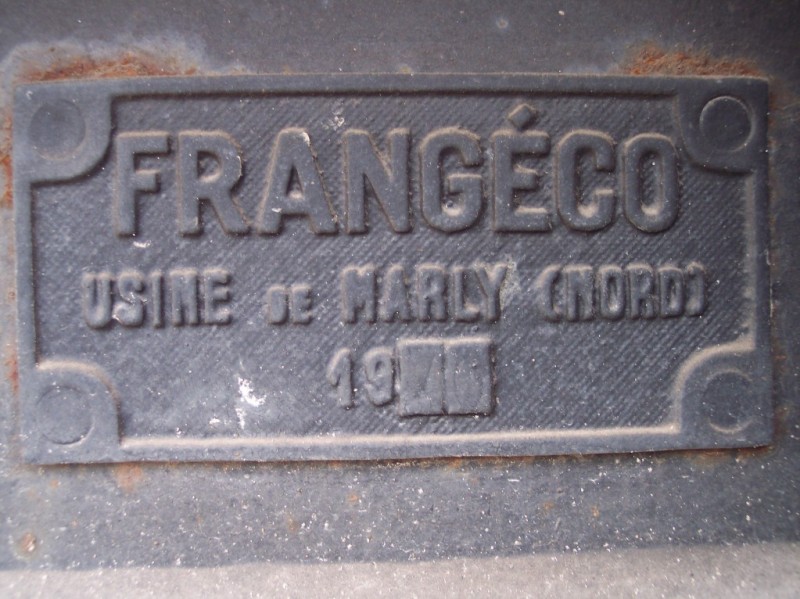 FRANGÉCO
USINE DE MARLY (NORD)
19